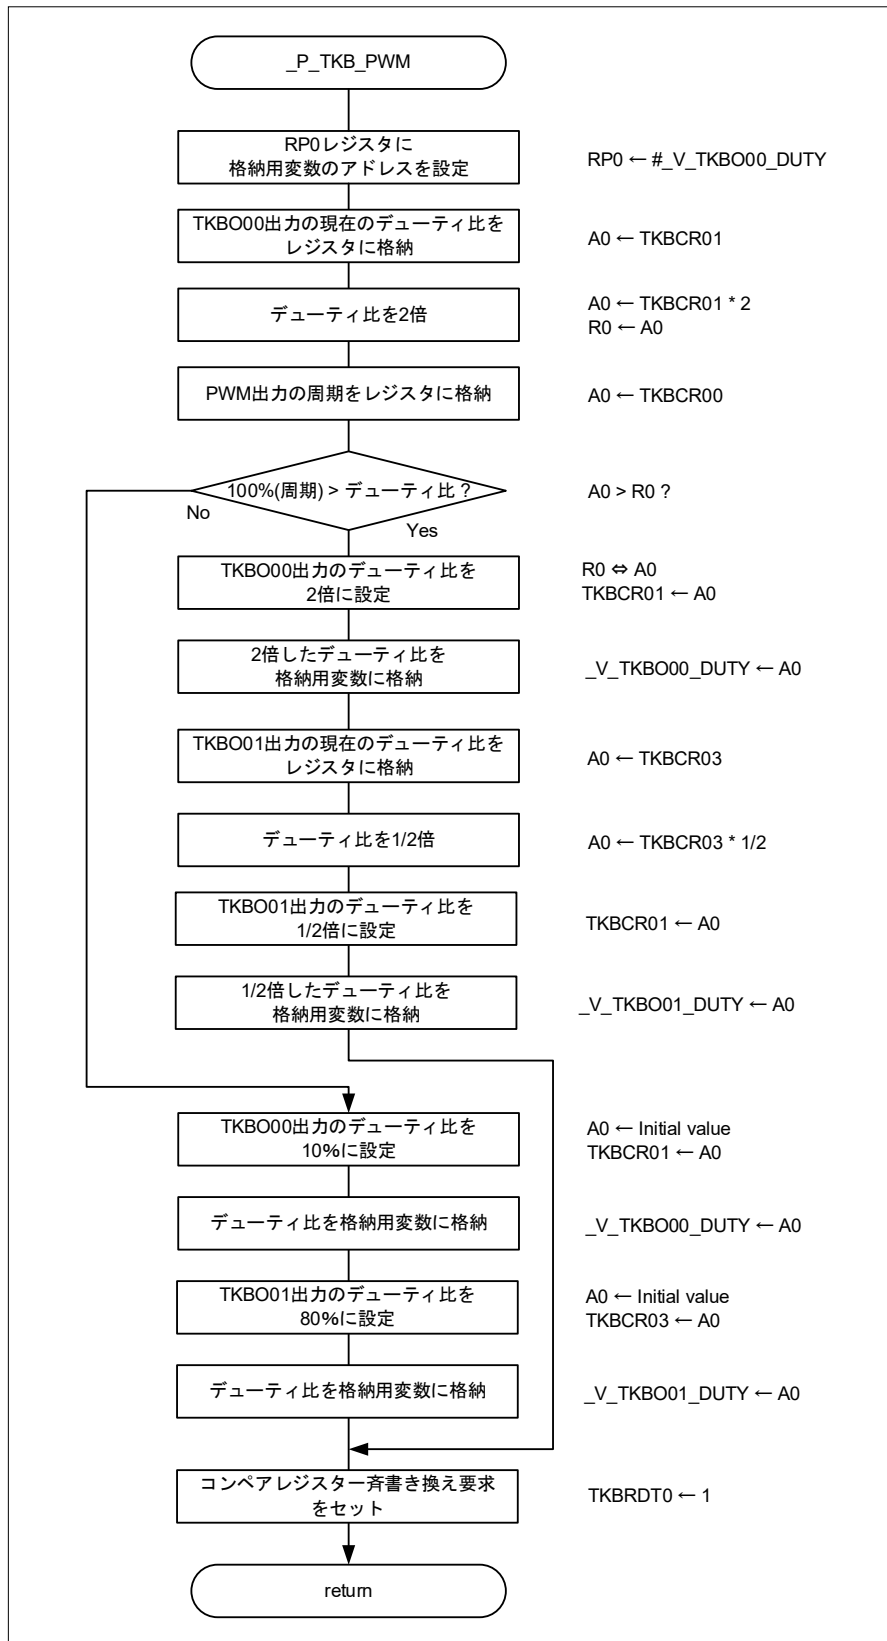 _P_TKB_PWM
RP0レジスタに
格納用変数のアドレスを設定
RP0 ← #_V_TKBO00_DUTY
TKBO00出力の現在のデューティ比を
レジスタに格納
A0 ← TKBCR01
デューティ比を2倍
A0 ← TKBCR01 * 2
R0 ← A0
PWM出力の周期をレジスタに格納
A0 ← TKBCR00
100%(周期) > デューティ比 ?
A0 > R0 ?
No
Yes
TKBO00出力のデューティ比を
2倍に設定
R0 ⇔ A0
TKBCR01 ← A0
2倍したデューティ比を
格納用変数に格納
_V_TKBO00_DUTY ← A0
TKBO01出力の現在のデューティ比を
レジスタに格納
A0 ← TKBCR03
デューティ比を1/2倍
A0 ← TKBCR03 * 1/2
TKBO01出力のデューティ比を
1/2倍に設定
TKBCR01 ← A0
1/2倍したデューティ比を
格納用変数に格納
_V_TKBO01_DUTY ← A0
TKBO00出力のデューティ比を
10%に設定
A0 ← Initial value
TKBCR01 ← A0
デューティ比を格納用変数に格納
_V_TKBO00_DUTY ← A0
TKBO01出力のデューティ比を
80%に設定
A0 ← Initial value
TKBCR03 ← A0
デューティ比を格納用変数に格納
_V_TKBO01_DUTY ← A0
コンペアレジスタ一斉書き換え要求
をセット
TKBRDT0 ← 1
return